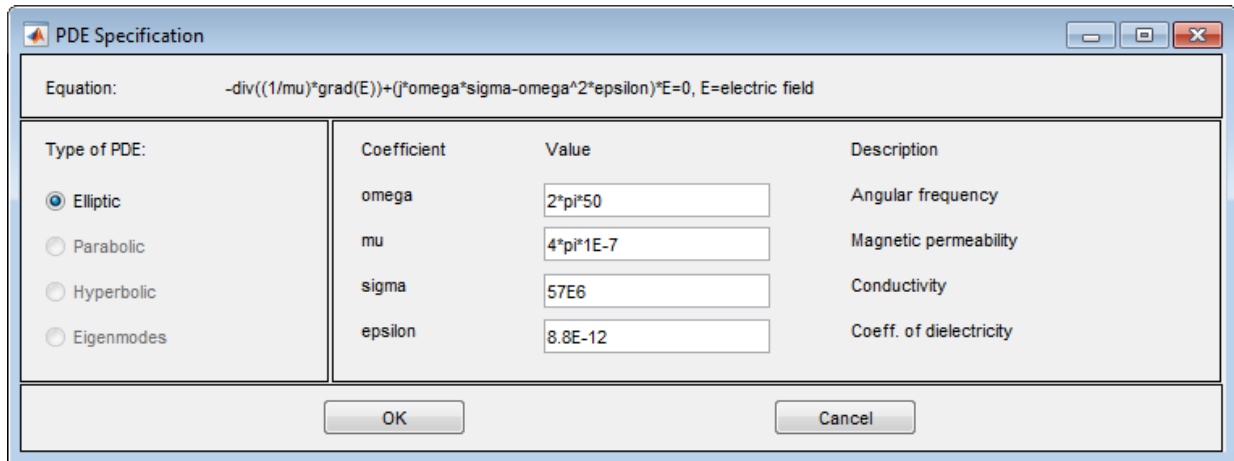 PDE Specification
Equation: -div((1/mu)*grad(E))+(j*omega*sigma-omega^2*epsilon)*E=0, E=electric field
Type of PDE:
Elliptic
Parabolic
Hyperbolic
Eigenmodes
Coefficient Value Description
omega 2*pi*50 Angular frequency
mu 4*pi*1E-7 Magnetic permeability
sigma 57E6 Conductivity
epsilon 8.8E-12 Coeff. of dielectricity
OK Cancel